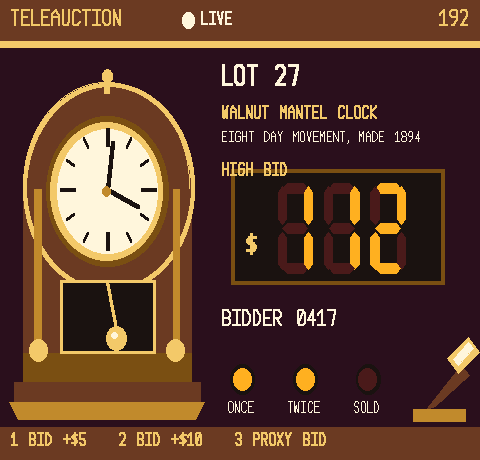 TELEAUCTION LIVE 192
LOT 27
WALNUT MANTEL CLOCK
EIGHT DAY MOVEMENT, MADE 1894
HIGH BID
$ 112
BIDDER 0417
ONCE TWICE SOLD
1 BID +$5 2 BID +$10 3 PROXY BID